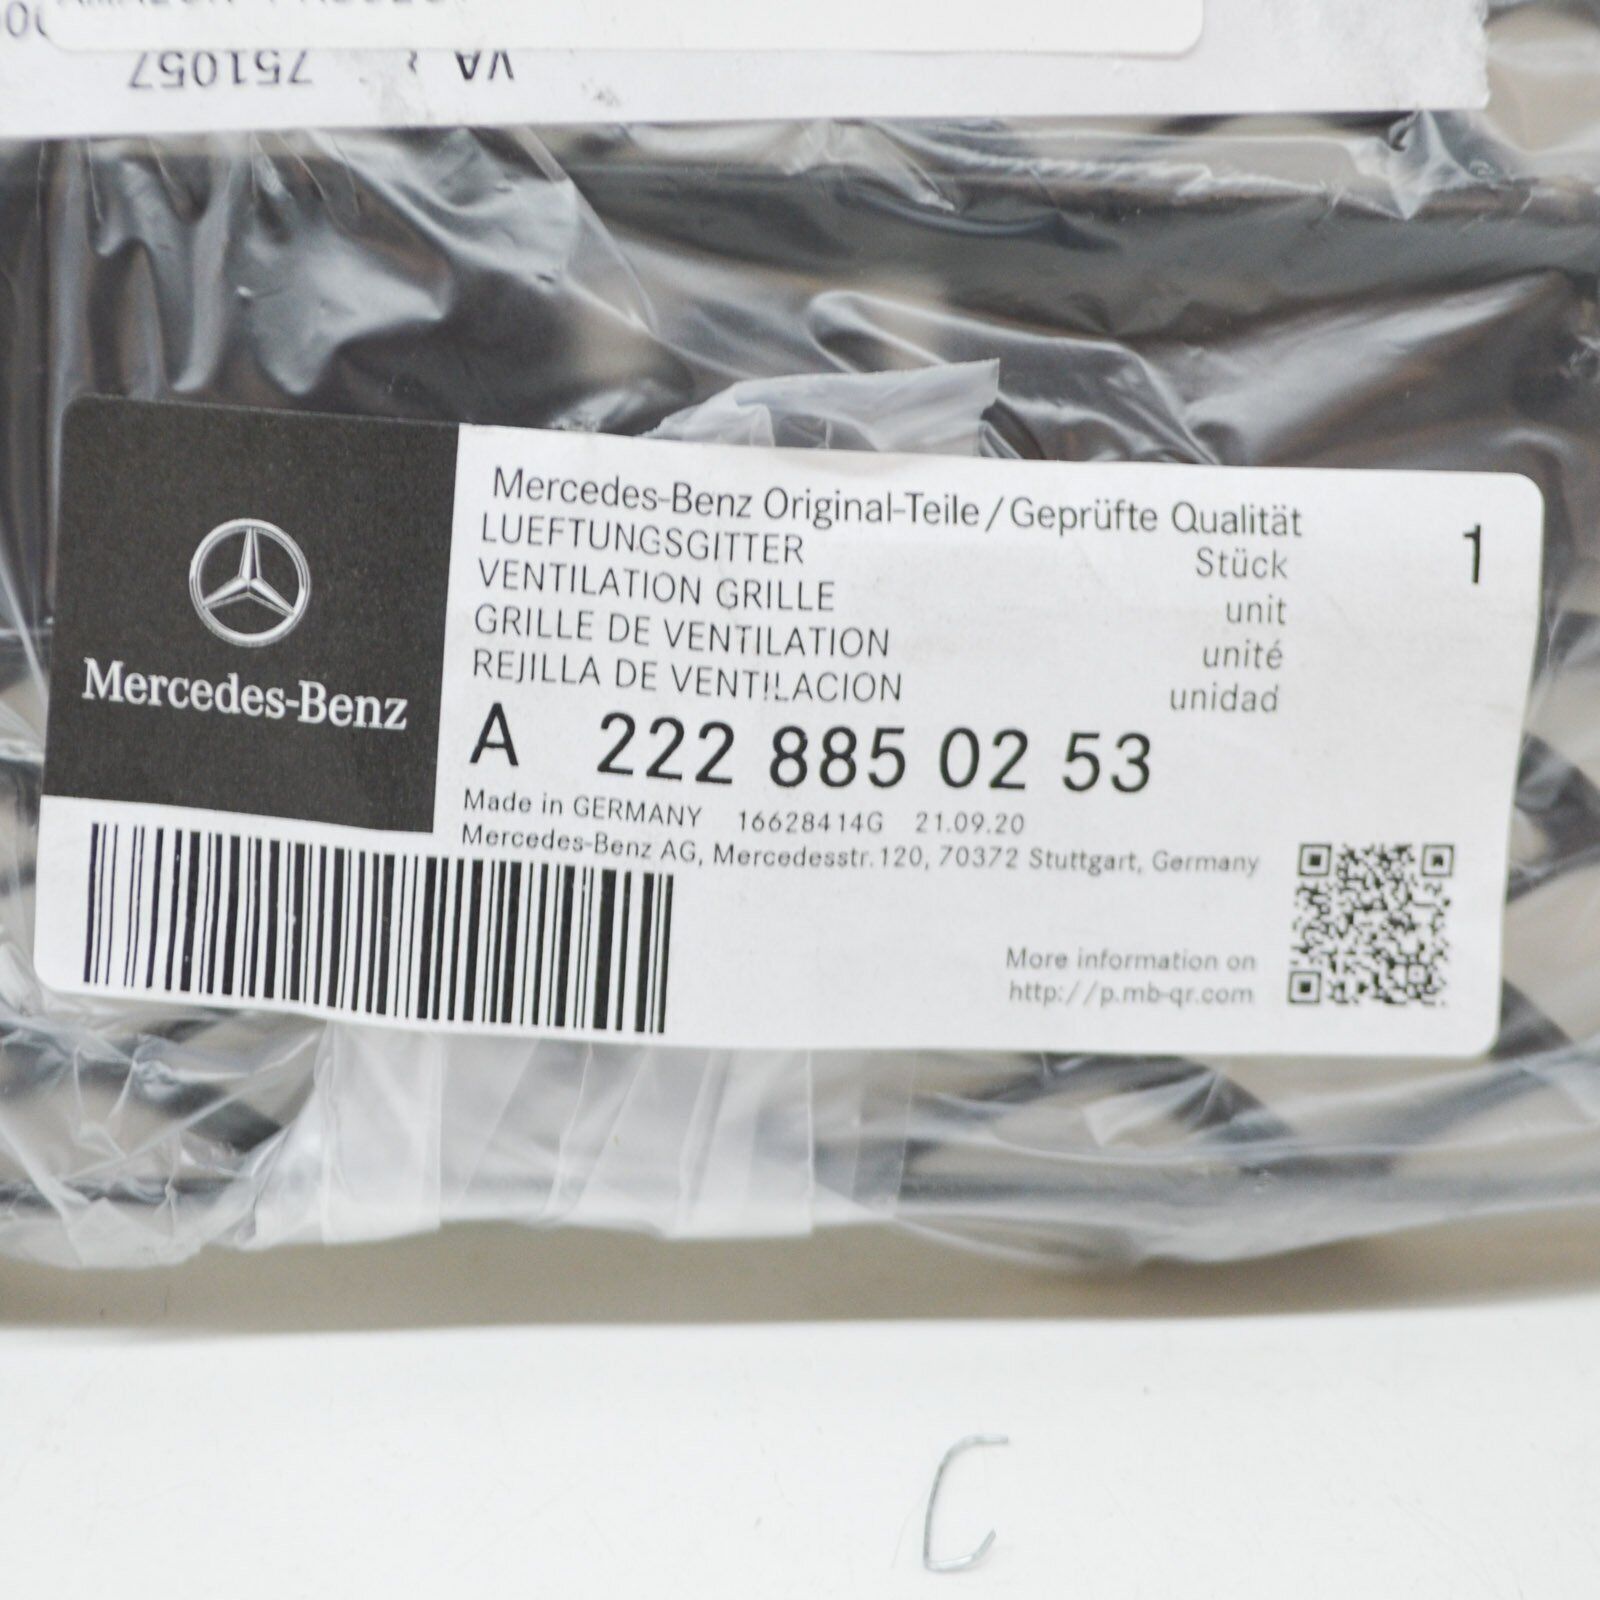 VA 751057
Mercedes-Benz
Mercedes-Benz Original-Teile / Geprüfte Qualität
LUEFTUNGSGITTER Stück 1
VENTILATION GRILLE unit
GRILLE DE VENTILATION unité
REJILLA DE VENTILACION unidad
A 222 885 02 53
Made in GERMANY 16628414G 21.09.20
Mercedes-Benz AG, Mercedesstr. 120, 70372 Stuttgart, Germany
More information on
http://p.mb-qr.com